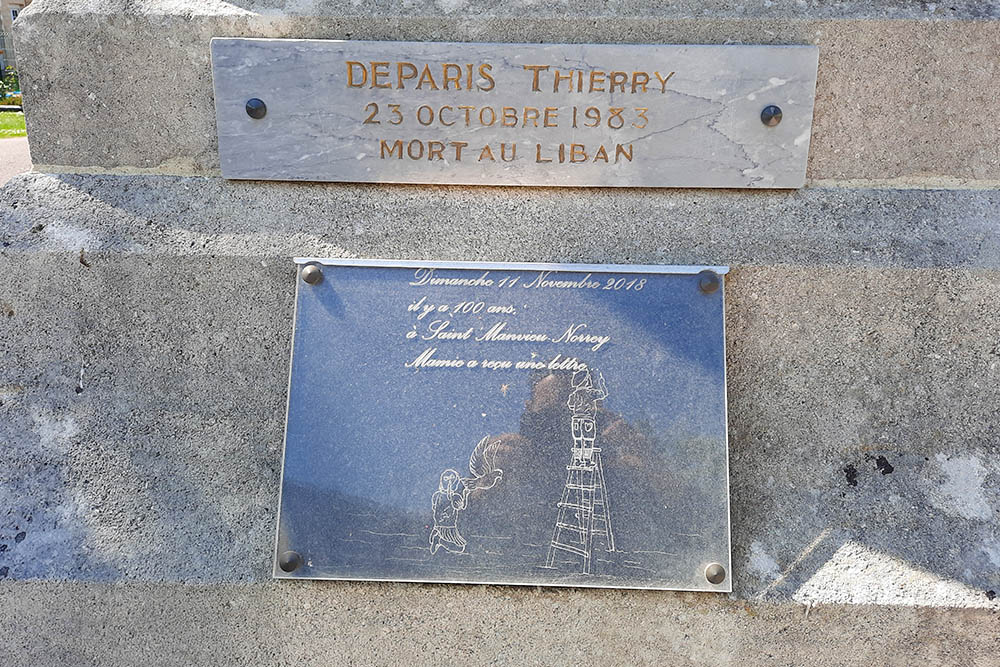 DEPARIS THIERRY
23 OCTOBRE 1983
MORT AU LIBAN
Dimanche 11 Novembre 2018
il y a 100 ans.
à Saint Manvieu Norrey
Mamie a reçu une lettre